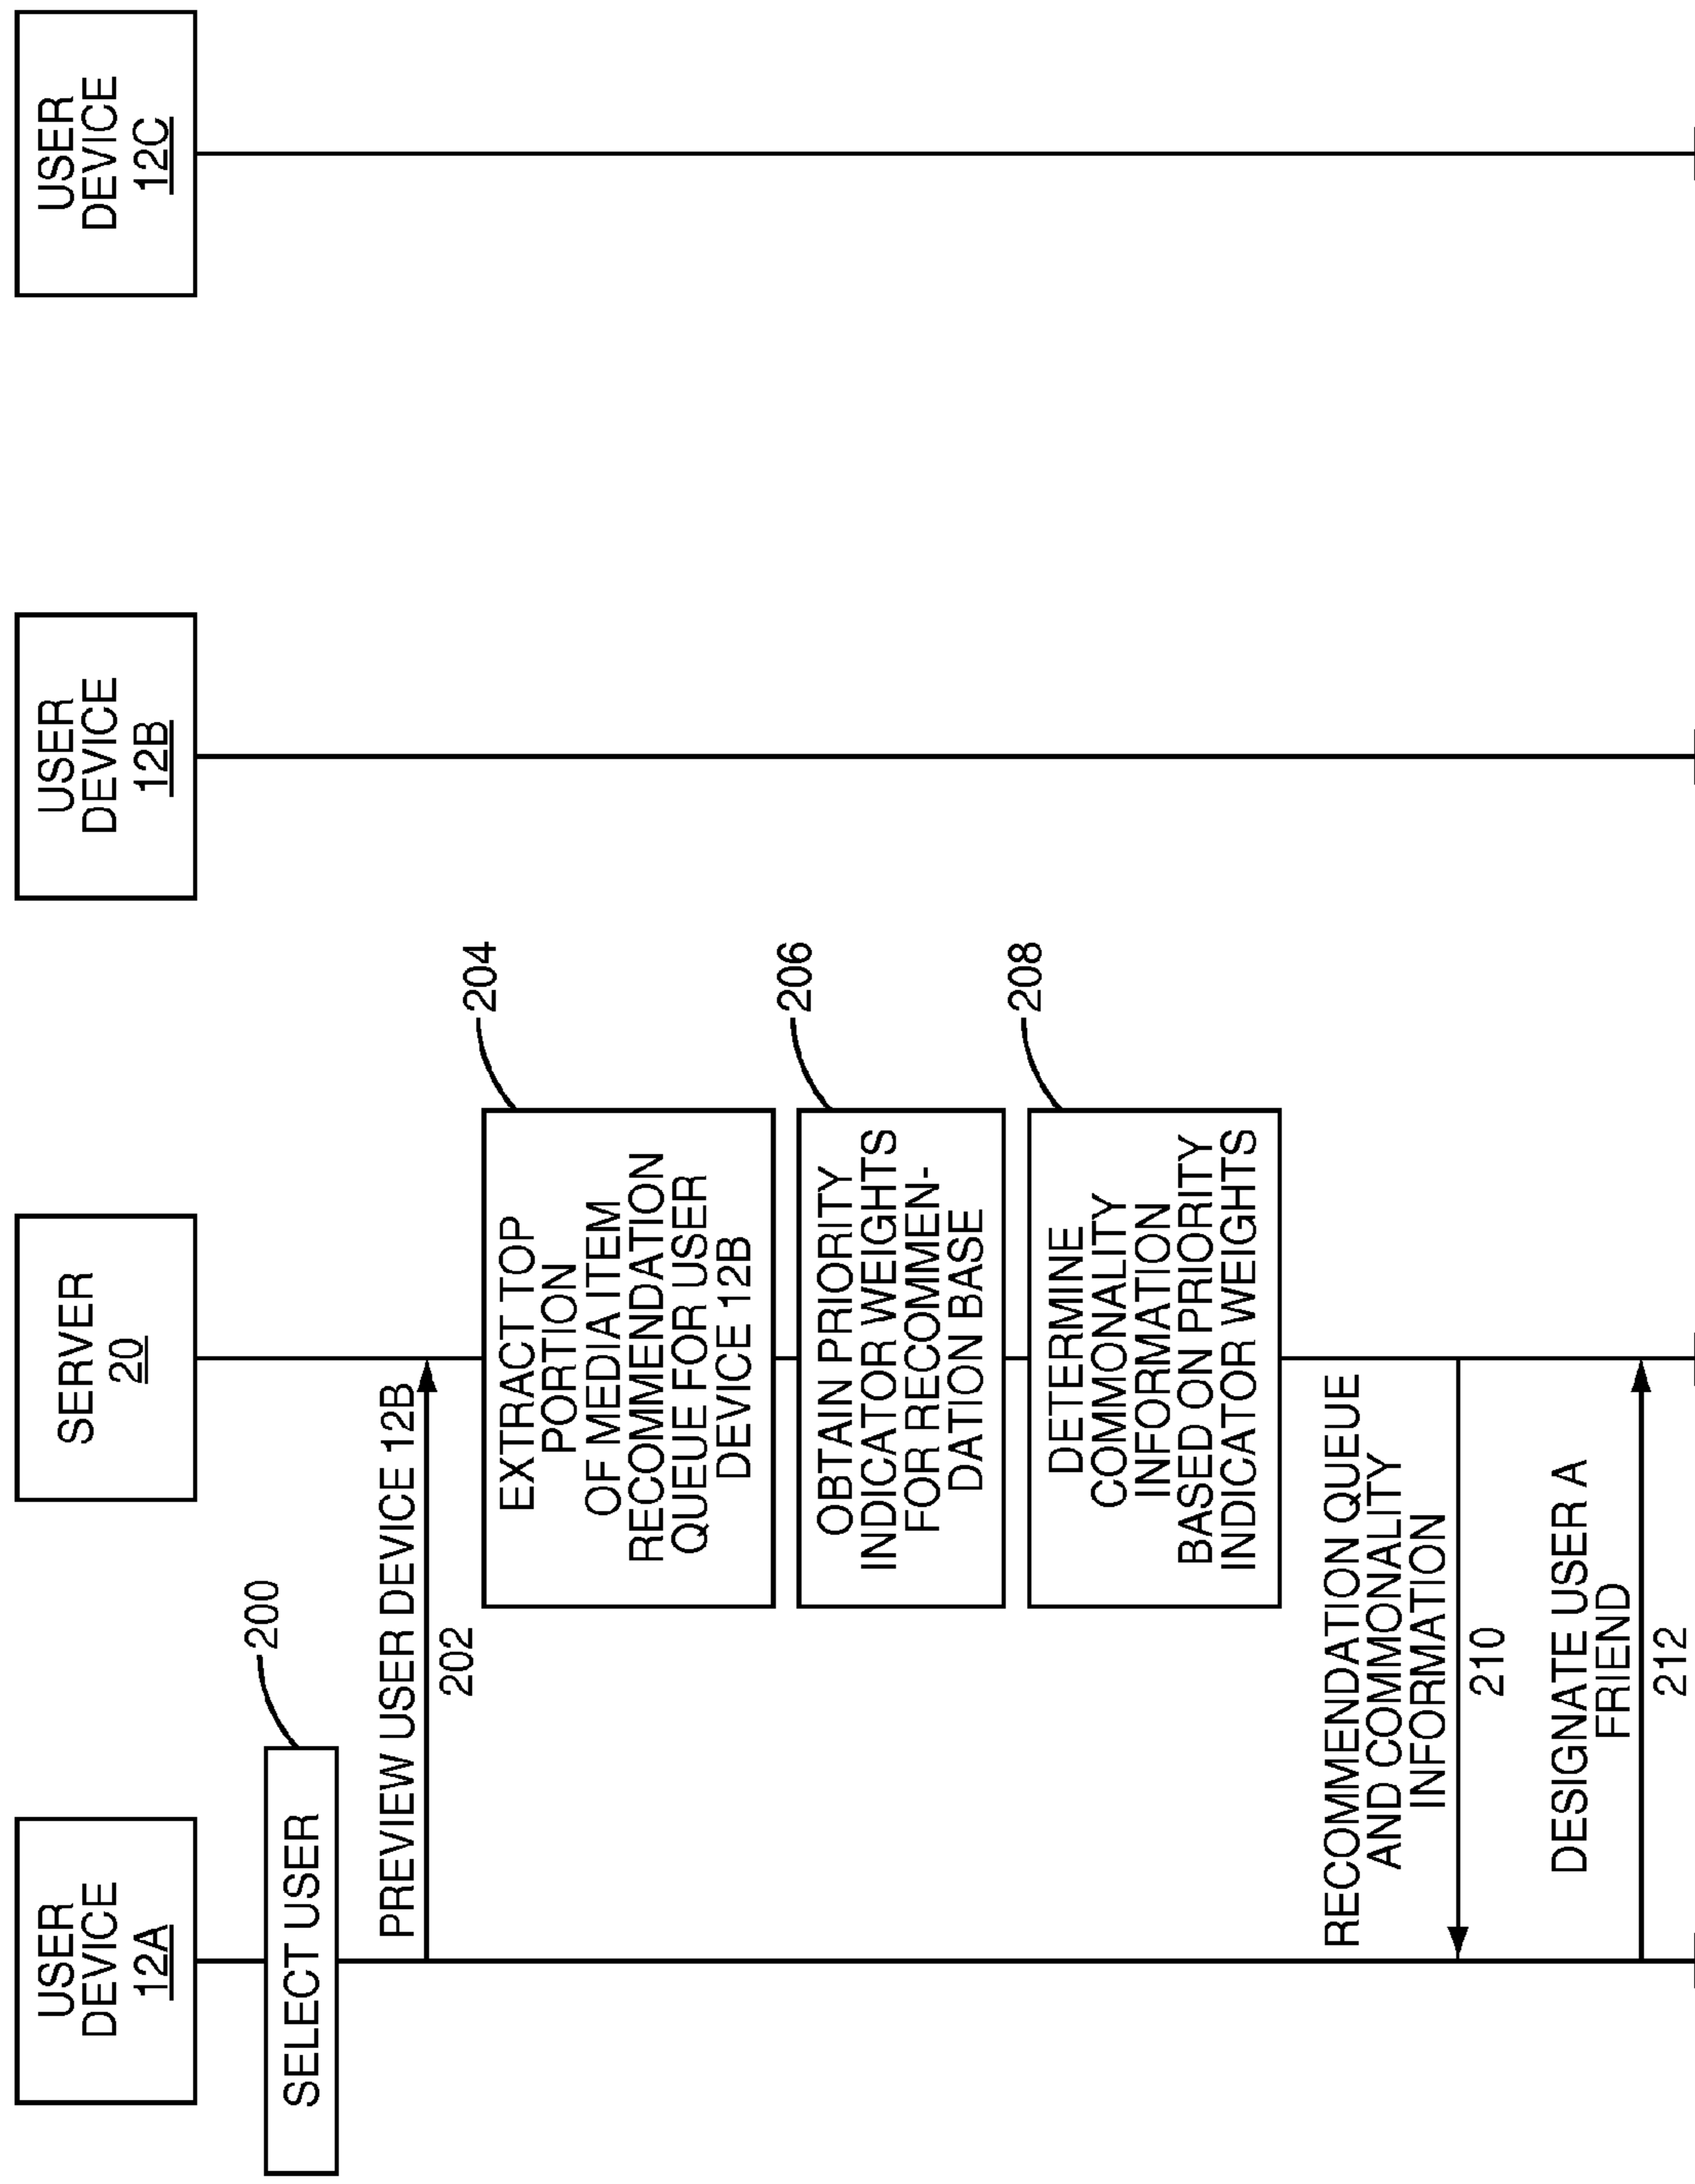 USER
DEVICE
12A
SERVER
20
USER
DEVICE
12B
USER
DEVICE
12C
SELECT USER
200
PREVIEW USER DEVICE 12B
202
EXTRACT TOP
PORTION
OF MEDIA ITEM
RECOMMENDATION
QUEUE FOR USER
DEVICE 12B
204
OBTAIN PRIORITY
INDICATOR WEIGHTS
FOR RECOMMEN-
DATION BASE
206
DETERMINE
COMMONALITY
INFORMATION
BASED ON PRIORITY
INDICATOR WEIGHTS
208
RECOMMENDATION QUEUE
AND COMMONALITY
INFORMATION
210
DESIGNATE USER A
FRIEND
212